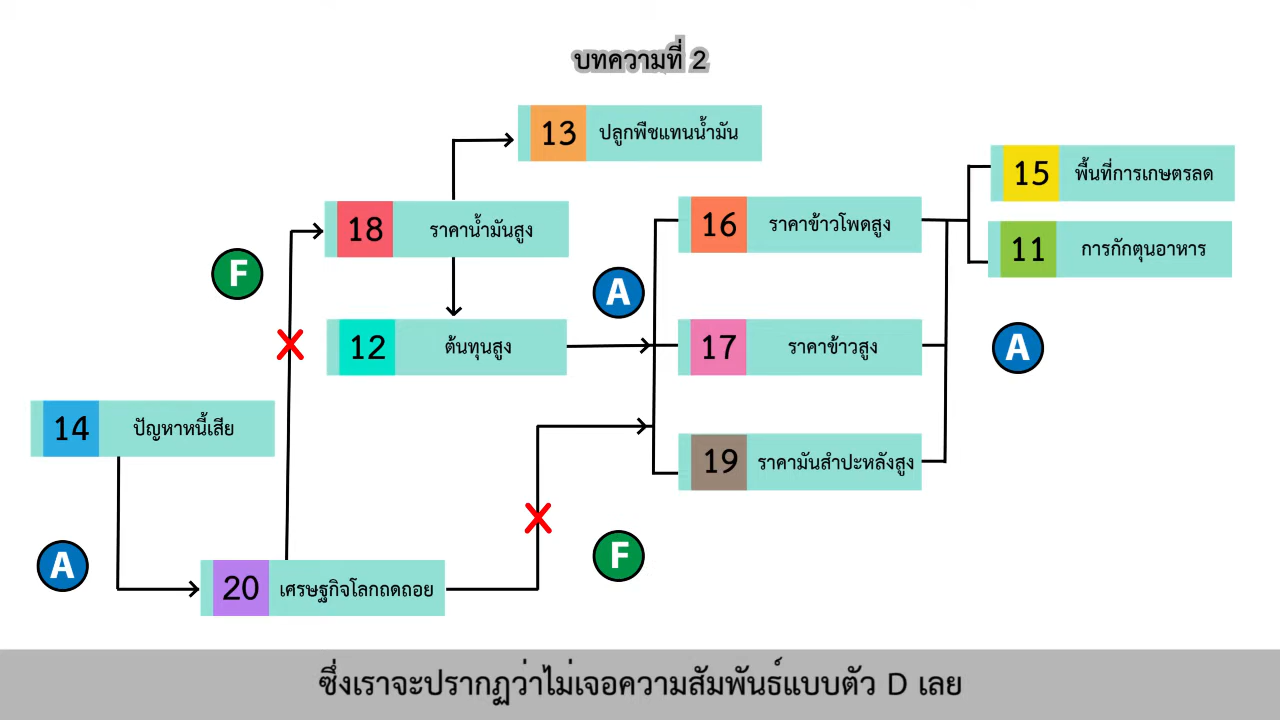 บทความที่ 2
13 ปลูกพืชแทนน้ำมัน
15 พื้นที่การเกษตรลด
18 ราคาน้ำมันสูง
16 ราคาข้าวโพดสูง
11 การกักตุนอาหาร
F
A
12 ต้นทุนสูง
17 ราคาข้าวสูง
A
14 ปัญหาหนี้เสีย
19 ราคามันสำปะหลังสูง
A
F
20 เศรษฐกิจโลกถดถอย
ซึ่งเราจะปรากฏว่าไม่เจอความสัมพันธ์แบบตัว D เลย